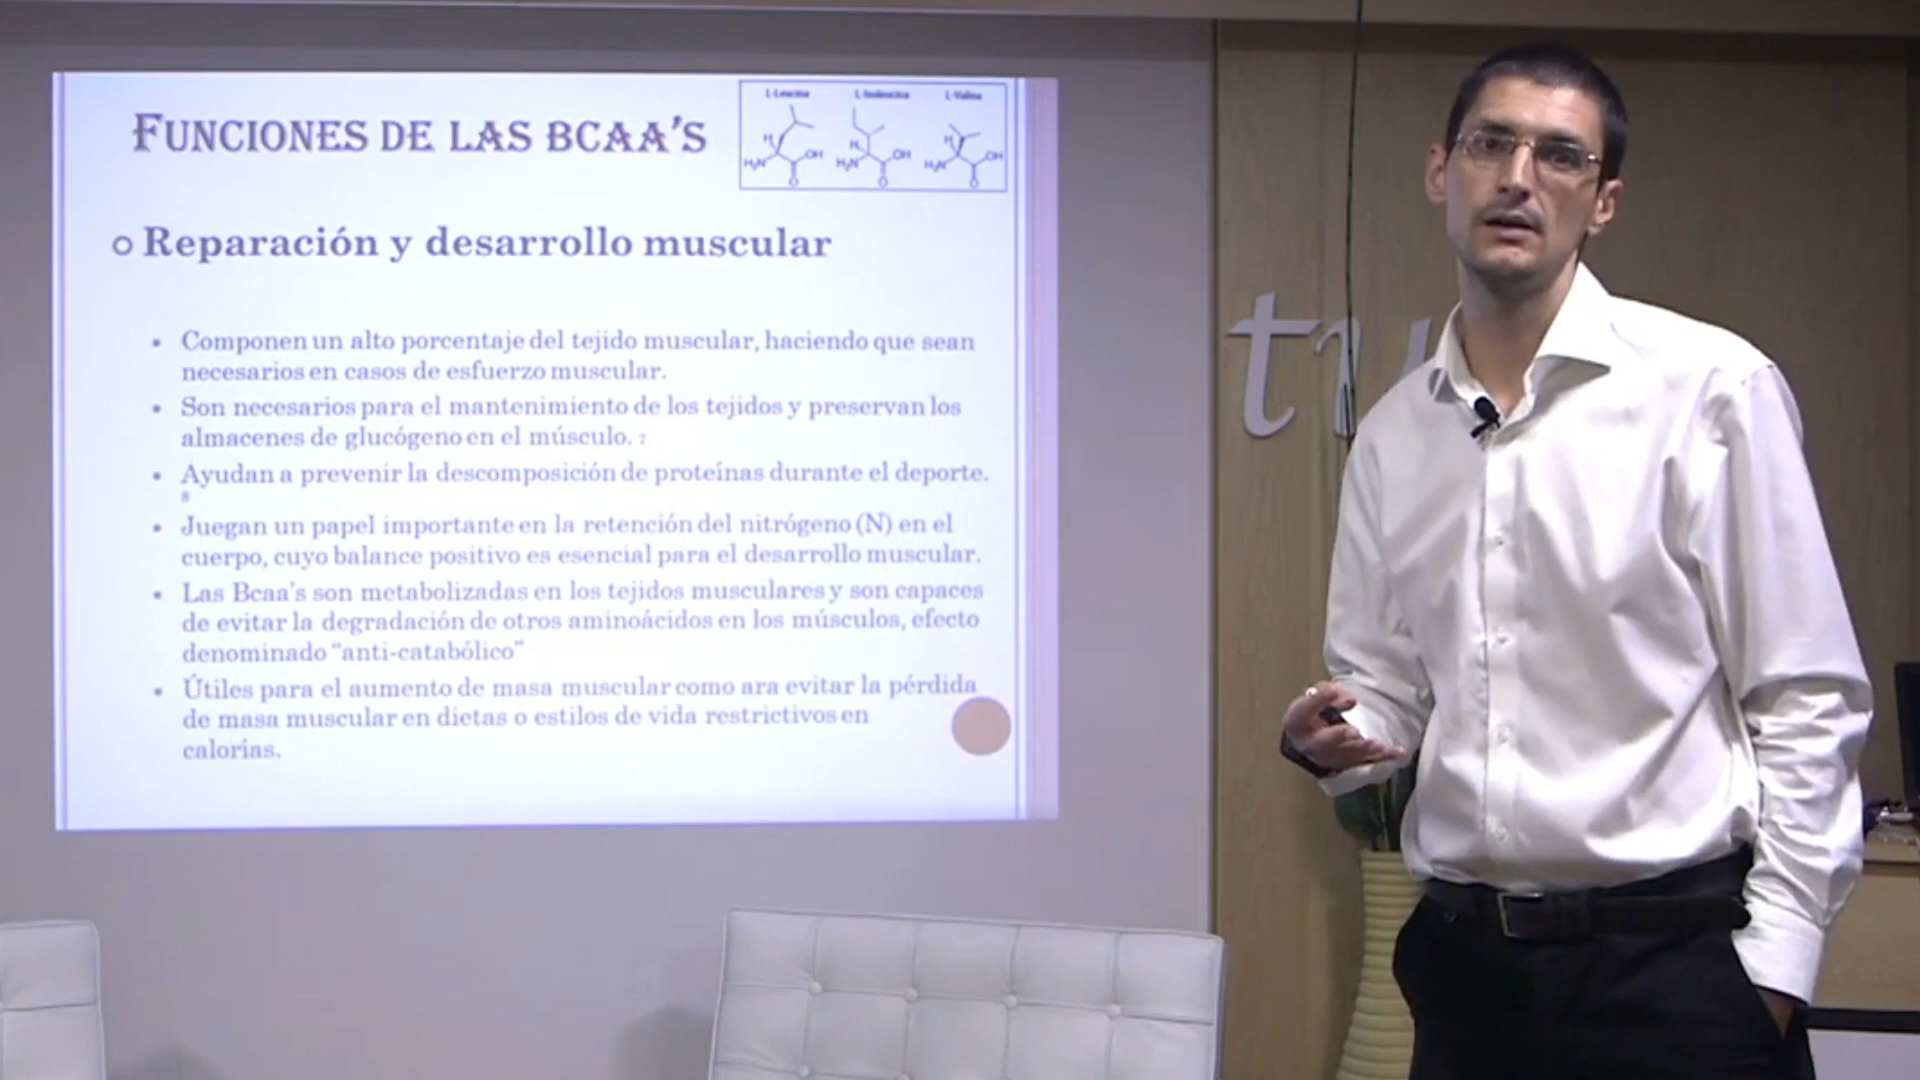 FUNCIONES DE LAS BCAA'S
L-Leucina
L-Isoleucina
L-Valina
H
H₂N
OH
O
H
H₂N
OH
O
H
H₂N
OH
O
Reparación y desarrollo muscular
• Componen un alto porcentaje del tejido muscular, haciendo que sean
necesarios en casos de esfuerzo muscular.
• Son necesarios para el mantenimiento de los tejidos y preservan los
almacenes de glucógeno en el músculo. 7
• Ayudan a prevenir la descomposición de proteínas durante el deporte.
8
• Juegan un papel importante en la retención del nitrógeno (N) en el
cuerpo, cuyo balance positivo es esencial para el desarrollo muscular.
• Las Bcaa's son metabolizadas en los tejidos musculares y son capaces
de evitar la degradación de otros aminoácidos en los músculos, efecto
denominado "anti-catabólico"
• Útiles para el aumento de masa muscular como ara evitar la pérdida
de masa muscular en dietas o estilos de vida restrictivos en
calorías.